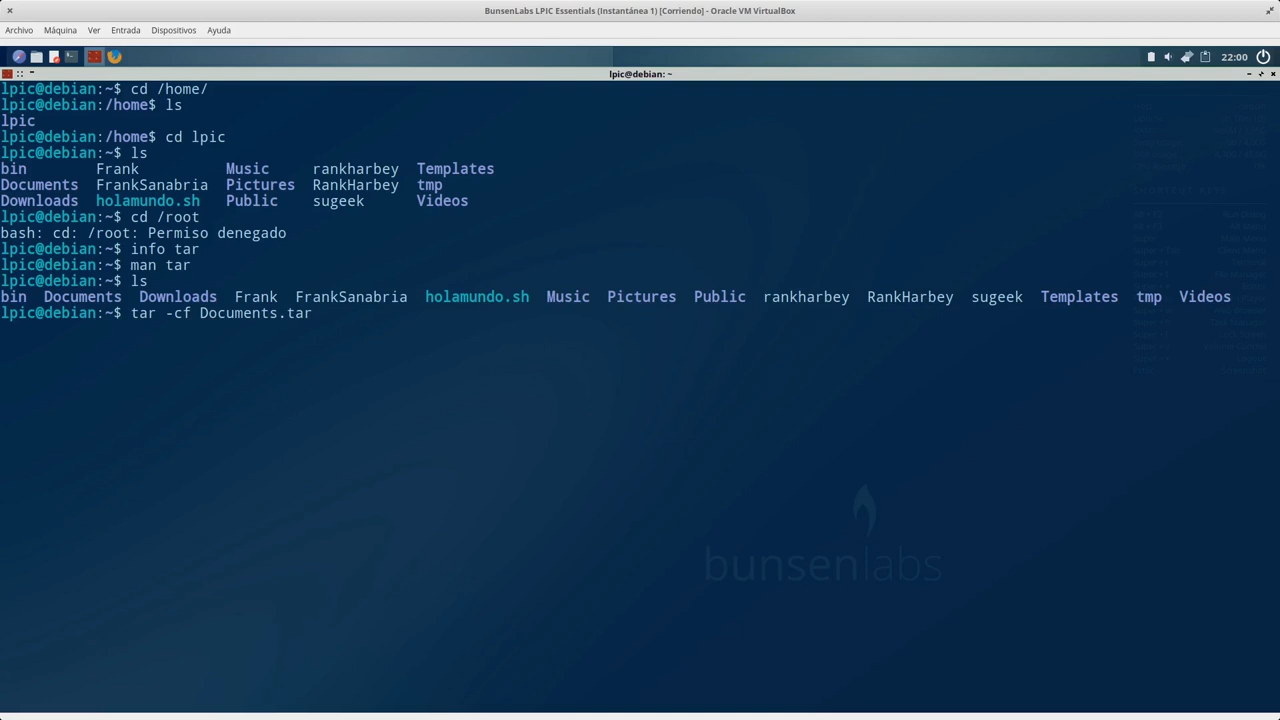 BunsenLabs LPIC Essentials (Instantánea 1) [Corriendo] - Oracle VM VirtualBox
Archivo Máquina Ver Entrada Dispositivos Ayuda
22:00
lpic@debian: ~
lpic@debian:~$ cd /home/
lpic@debian:/home$ ls
lpic
lpic@debian:/home$ cd lpic
lpic@debian:~$ ls
bin Frank Music rankharbey Templates
Documents FrankSanabria Pictures RankHarbey tmp
Downloads holamundo.sh Public sugeek Videos
lpic@debian:~$ cd /root
bash: cd: /root: Permiso denegado
lpic@debian:~$ info tar
lpic@debian:~$ man tar
lpic@debian:~$ ls
bin Documents Downloads Frank FrankSanabria holamundo.sh Music Pictures Public rankharbey RankHarbey sugeek Templates tmp Videos
lpic@debian:~$ tar -cf Documents.tar
bunsenlabs